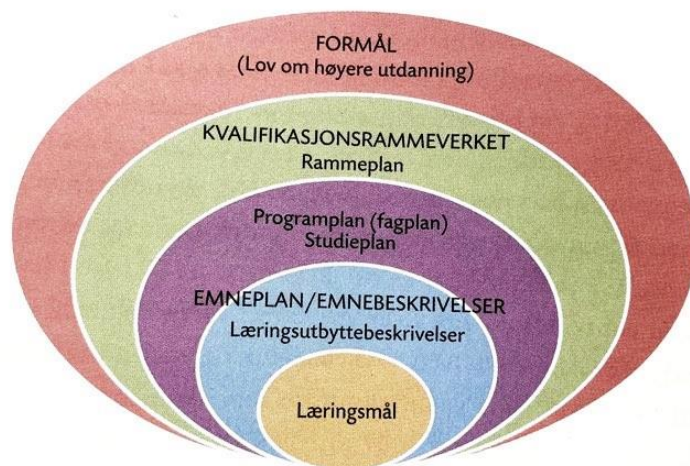 FORMÅL
(Lov om høyere utdanning)
KVALIFIKASJONSRAMMEVERKET
Rammeplan
Programplan (fagplan)
Studieplan
EMNEPLAN/EMNEBESKRIVELSER
Læringsutbyttebeskrivelser
Læringsmål